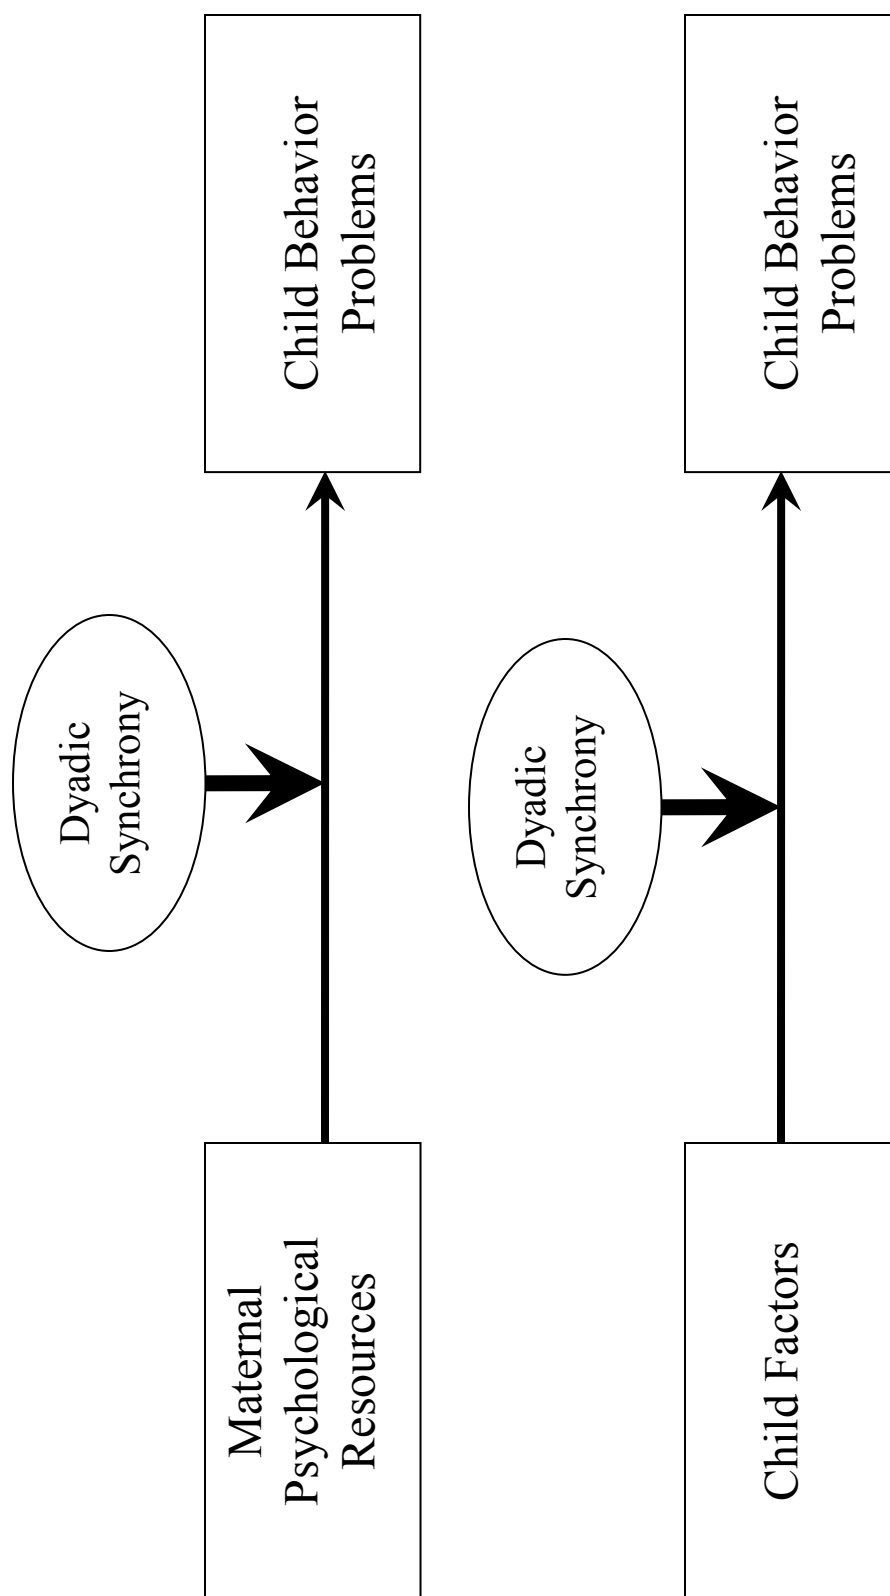 Maternal
Psychological
Resources
Dyadic
Synchrony
Child Behavior
Problems
Child Factors
Dyadic
Synchrony
Child Behavior
Problems